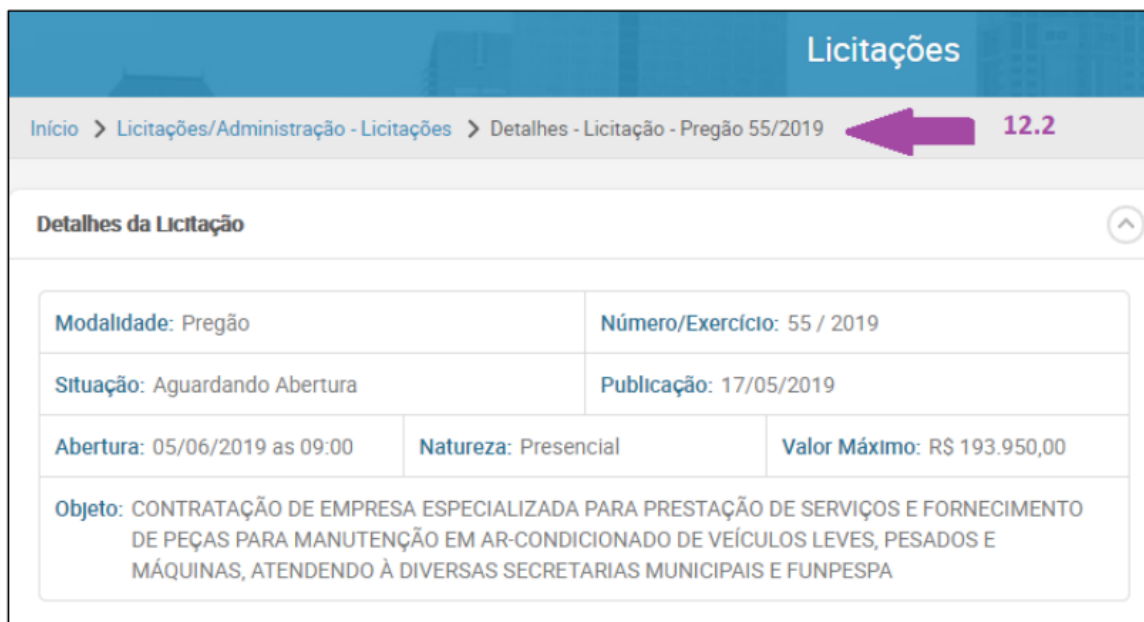 Licitações
Início > Licitações/Administração - Licitações > Detalhes - Licitação - Pregão 55/2019 12.2
Detalhes da Licitação
Modalidade: Pregão Número/Exercício: 55 / 2019
Situação: Aguardando Abertura Publicação: 17/05/2019
Abertura: 05/06/2019 as 09:00 Natureza: Presencial Valor Máximo: R$ 193.950,00
Objeto: CONTRATAÇÃO DE EMPRESA ESPECIALIZADA PARA PRESTAÇÃO DE SERVIÇOS E FORNECIMENTO
DE PEÇAS PARA MANUTENÇÃO EM AR-CONDICIONADO DE VEÍCULOS LEVES, PESADOS E
MÁQUINAS, ATENDENDO À DIVERSAS SECRETARIAS MUNICIPAIS E FUNPESPA